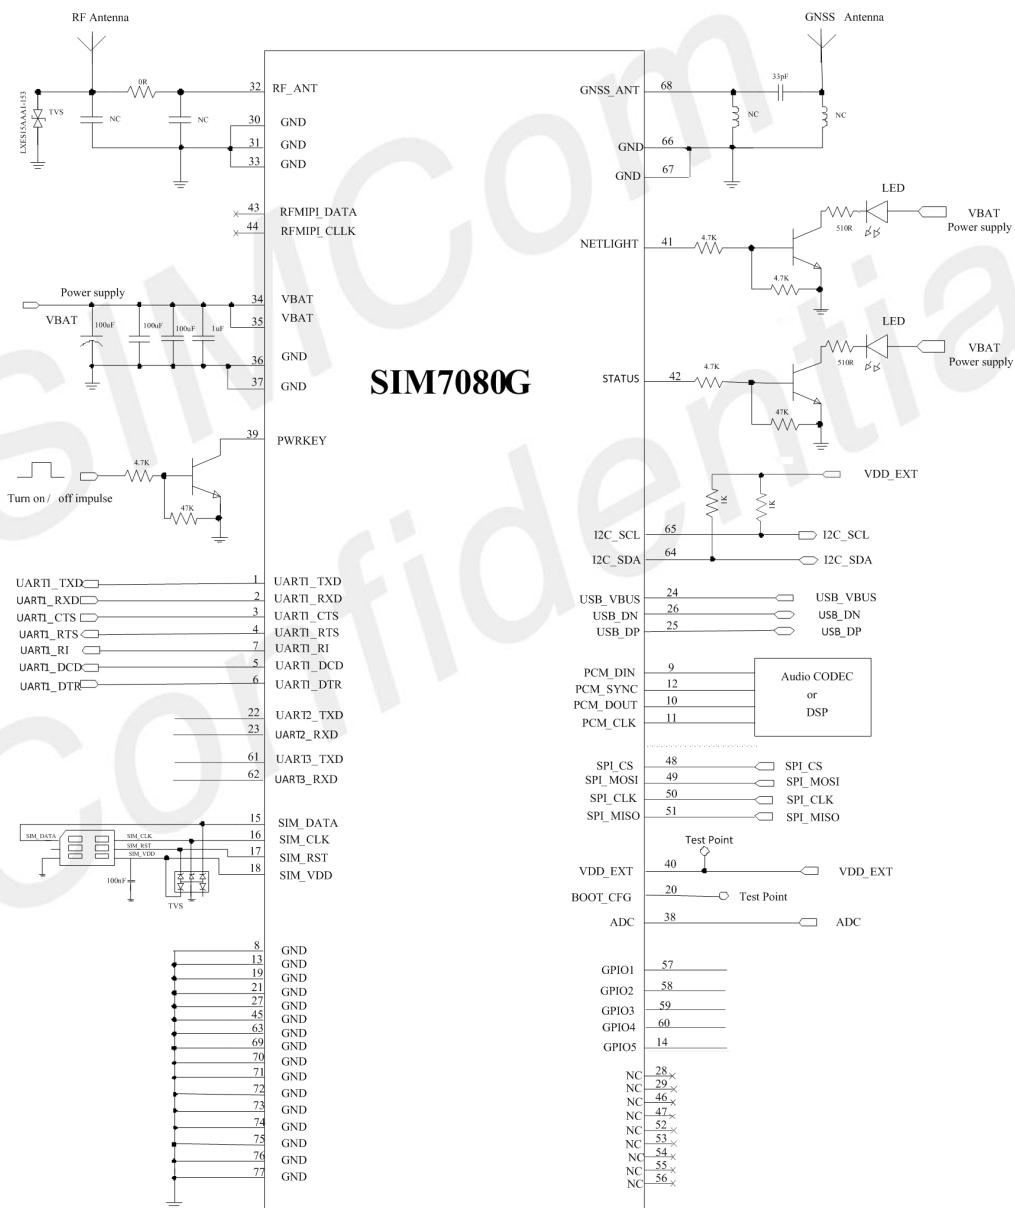 RF Antenna
GNSS Antenna
0R
33pF
LXES15AAA1-153
TVS
NC
NC
32 RF_ANT
30 GND
31 GND
33 GND
GNSS_ANT 68
NC
NC
GND 66
GND 67
43 RFMIPI_DATA
44 RFMIPI_CLLK
LED
510R
VBAT
Power supply
NETLIGHT 41
4.7K
4.7K
Power supply
VBAT
100uF
100uF
100uF
1uF
34 VBAT
35 VBAT
36 GND
37 GND
LED
510R
VBAT
Power supply
STATUS 42
4.7K
47K
SIM7080G
39 PWRKEY
4.7K
47K
Turn on / off impulse
VDD_EXT
1K
1K
I2C_SCL 65 I2C_SCL
I2C_SDA 64 I2C_SDA
UART1_TXD 1 UART1_TXD
UART1_RXD 2 UART1_RXD
UART1_CTS 3 UART1_CTS
UART1_RTS 4 UART1_RTS
UART1_RI 7 UART1_RI
UART1_DCD 5 UART1_DCD
UART1_DTR 6 UART1_DTR
USB_VBUS 24 USB_VBUS
USB_DN 26 USB_DN
USB_DP 25 USB_DP
22 UART2_TXD
23 UART2_RXD
61 UART3_TXD
62 UART3_RXD
PCM_DIN 9
PCM_SYNC 12
PCM_DOUT 10
PCM_CLK 11
Audio CODEC
or
DSP
SPI_CS 48 SPI_CS
SPI_MOSI 49 SPI_MOSI
SPI_CLK 50 SPI_CLK
SPI_MISO 51 SPI_MISO
15 SIM_DATA
16 SIM_CLK
17 SIM_RST
18 SIM_VDD
SIM_DATA
SIM_CLK
SIM_RST
SIM_VDD
100nF
TVS
Test Point
VDD_EXT 40 VDD_EXT
BOOT_CFG 20 Test Point
ADC 38 ADC
8 GND
13 GND
19 GND
21 GND
27 GND
45 GND
63 GND
69 GND
70 GND
71 GND
72 GND
73 GND
74 GND
75 GND
76 GND
77 GND
GPIO1 57
GPIO2 58
GPIO3 59
GPIO4 60
GPIO5 14
NC 28
NC 29
NC 46
NC 47
NC 52
NC 53
NC 54
NC 55
NC 56
SIMCom
Confidential